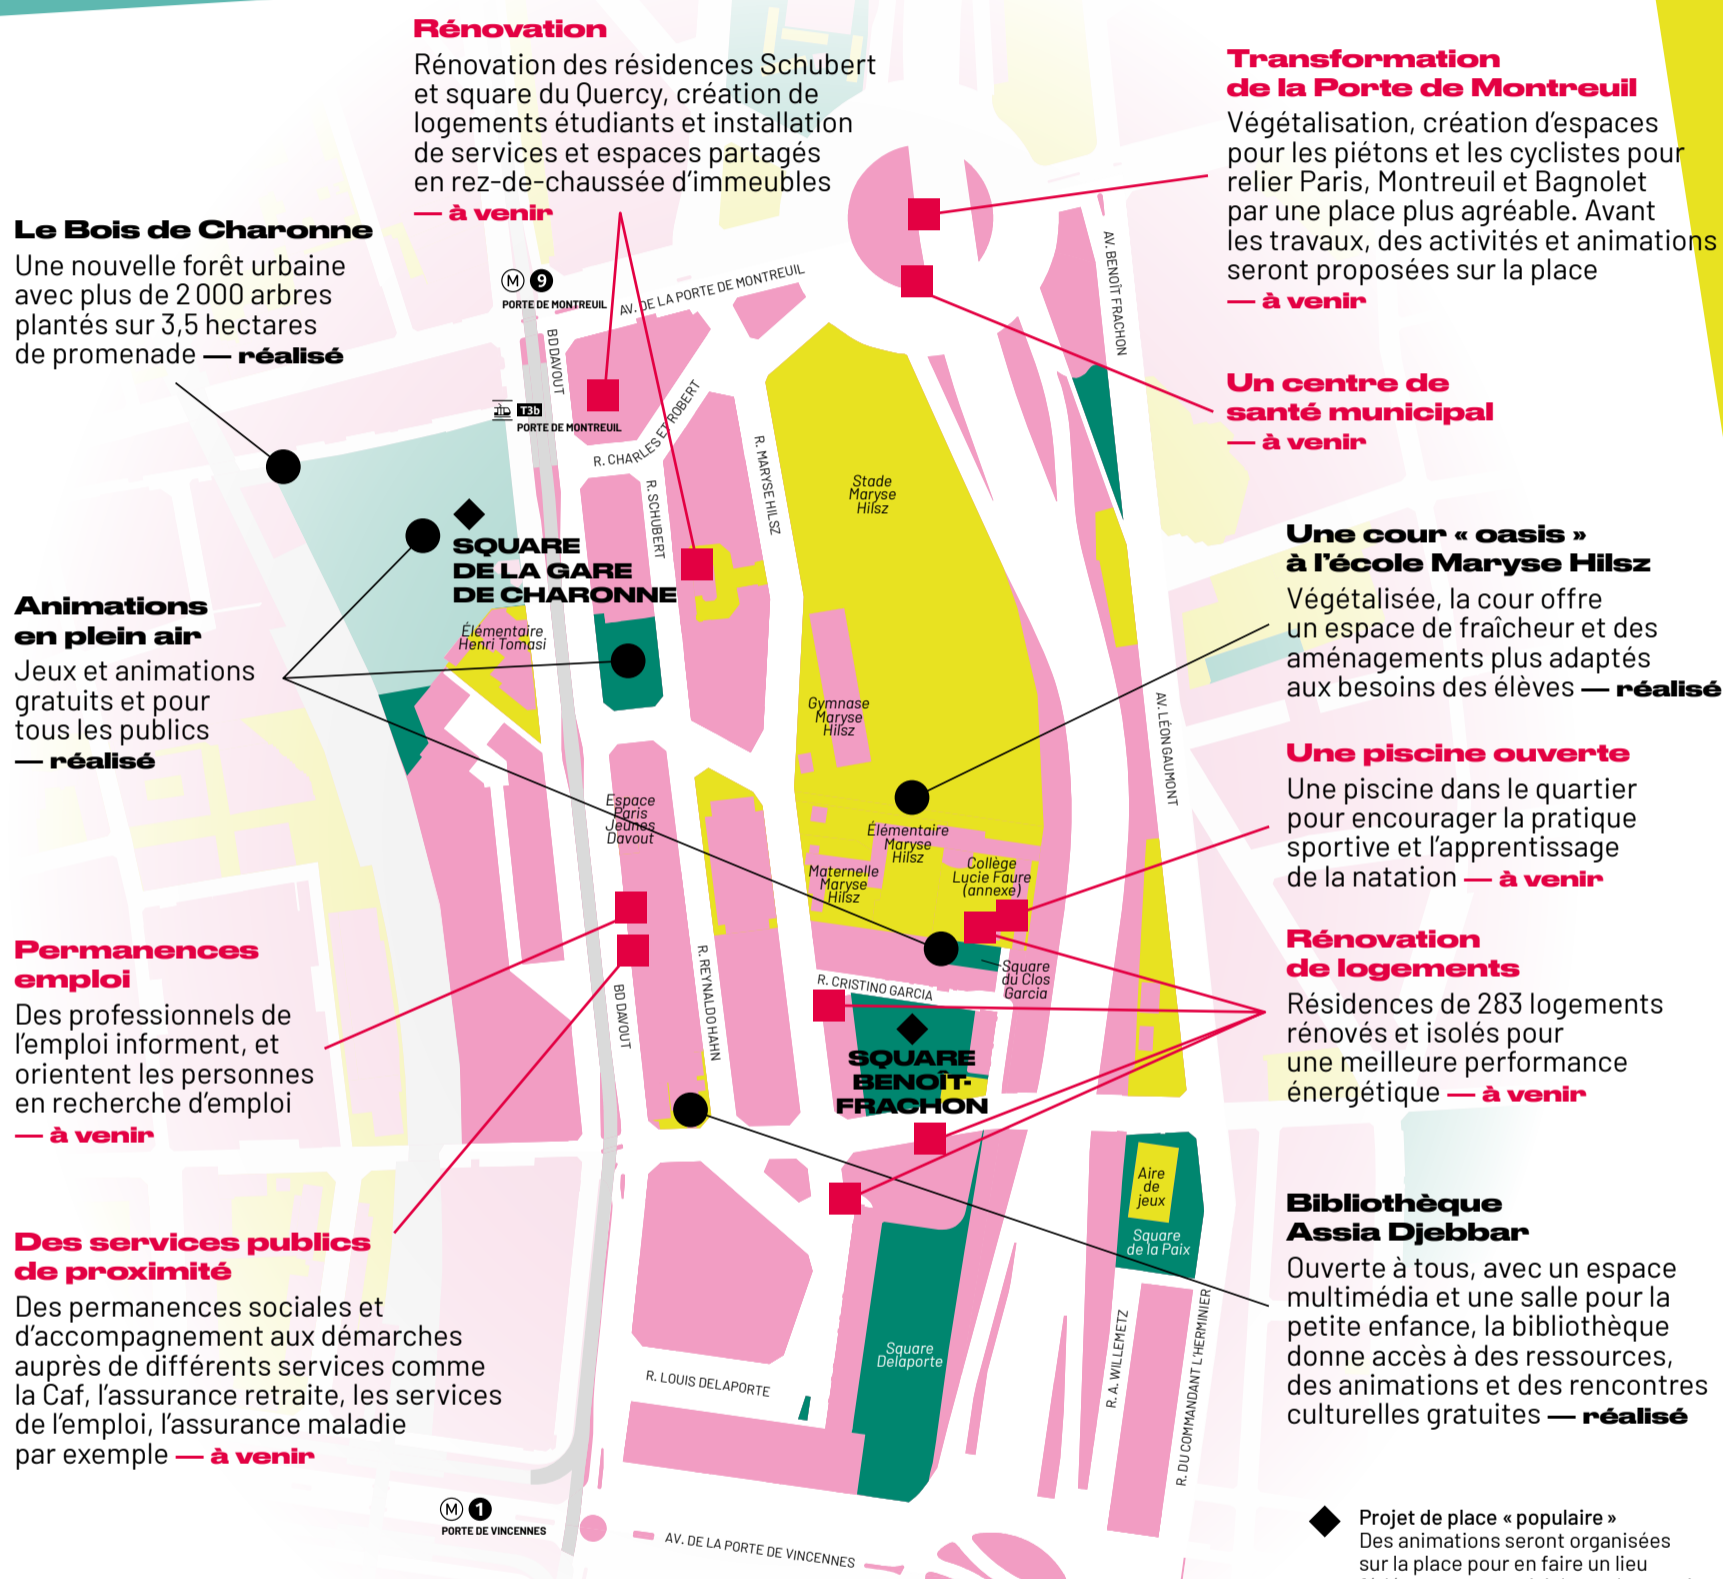 Rénovation
Rénovation des résidences Schubert
et square du Quercy, création de
logements étudiants et installation
de services et espaces partagés
en rez-de-chaussée d’immeubles
— à venir
Transformation
de la Porte de Montreuil
Végétalisation, création d’espaces
pour les piétons et les cyclistes pour
relier Paris, Montreuil et Bagnolet
par une place plus agréable. Avant
les travaux, des activités et animations
seront proposées sur la place
— à venir
Le Bois de Charonne
Une nouvelle forêt urbaine
avec plus de 2 000 arbres
plantés sur 3,5 hectares
de promenade — réalisé
Un centre de
santé municipal
— à venir
Une cour « oasis »
à l’école Maryse Hilsz
Végétalisée, la cour offre
un espace de fraîcheur et des
aménagements plus adaptés
aux besoins des élèves — réalisé
Animations
en plein air
Jeux et animations
gratuits et pour
tous les publics
— réalisé
Une piscine ouverte
Une piscine dans le quartier
pour encourager la pratique
sportive et l’apprentissage
de la natation — à venir
Permanences
emploi
Des professionnels de
l’emploi informent, et
orientent les personnes
en recherche d’emploi
— à venir
Rénovation
de logements
Résidences de 283 logements
rénovés et isolés pour
une meilleure performance
énergétique — à venir
Des services publics
de proximité
Des permanences sociales et
d’accompagnement aux démarches
auprès de différents services comme
la Caf, l’assurance retraite, les services
de l’emploi, l’assurance maladie
par exemple — à venir
Bibliothèque
Assia Djebbar
Ouverte à tous, avec un espace
multimédia et une salle pour la
petite enfance, la bibliothèque
donne accès à des ressources,
des animations et des rencontres
culturelles gratuites — réalisé
M 9
PORTE DE MONTREUIL
T3b
PORTE DE MONTREUIL
AV. DE LA PORTE DE MONTREUIL
BD DAVOUT
R. CHARLES ET ROBERT
R. SCHUBERT
R. MARYSE HILSZ
AV. BENOÎT FRACHON
Stade
Maryse
Hilsz
SQUARE
DE LA GARE
DE CHARONNE
Élémentaire
Henri Tomasi
Gymnase
Maryse
Hilsz
AV. LÉON GAUMONT
Espace
Paris
Jeunes
Davout
Élémentaire
Maryse
Hilsz
Maternelle
Maryse
Hilsz
Collège
Lucie Faure
(annexe)
Square
du Clos
Garcia
R. CRISTINO GARCIA
BD DAVOUT
R. REYNALDO HAHN
SQUARE
BENOÎT-
FRACHON
Aire
de
jeux
Square
de la Paix
Square
Delaporte
R. LOUIS DELAPORTE
R. A. WILLEMETZ
R. DU COMMANDANT L’HERMINIER
M 1
PORTE DE VINCENNES
AV. DE LA PORTE DE VINCENNES
Projet de place « populaire »
Des animations seront organisées
sur la place pour en faire un lieu